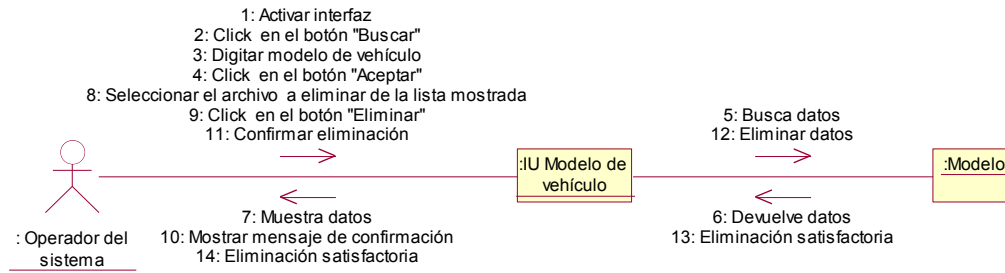 1: Activar interfaz
2: Click en el botón "Buscar"
3: Digitar modelo de vehículo
4: Click en el botón "Aceptar"
8: Seleccionar el archivo a eliminar de la lista mostrada
9: Click en el botón "Eliminar"
11: Confirmar eliminación
5: Busca datos
12: Eliminar datos
:IU Modelo de
vehículo
:Modelo
7: Muestra datos
10: Mostrar mensaje de confirmación
14: Eliminación satisfactoria
6: Devuelve datos
13: Eliminación satisfactoria
: Operador del
sistema